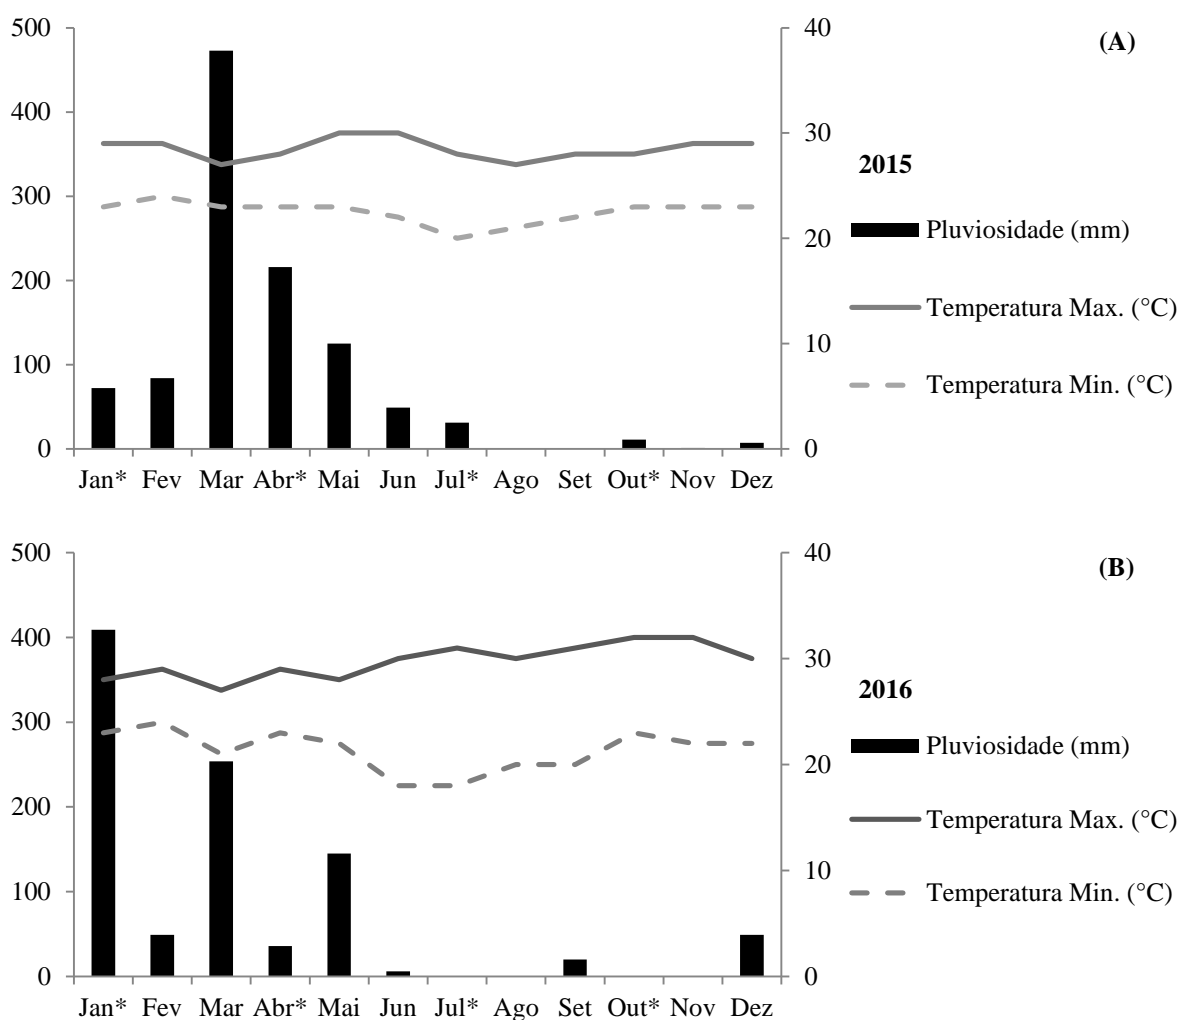 500
400
300
200
100
0
40
30
20
10
0
(A)
2015
Pluviosidade (mm)
Temperatura Max. (°C)
Temperatura Min. (°C)
Jan* Fev Mar Abr* Mai Jun Jul* Ago Set Out* Nov Dez
500
400
300
200
100
0
40
30
20
10
0
(B)
2016
Pluviosidade (mm)
Temperatura Max. (°C)
Temperatura Min. (°C)
Jan* Fev Mar Abr* Mai Jun Jul* Ago Set Out* Nov Dez